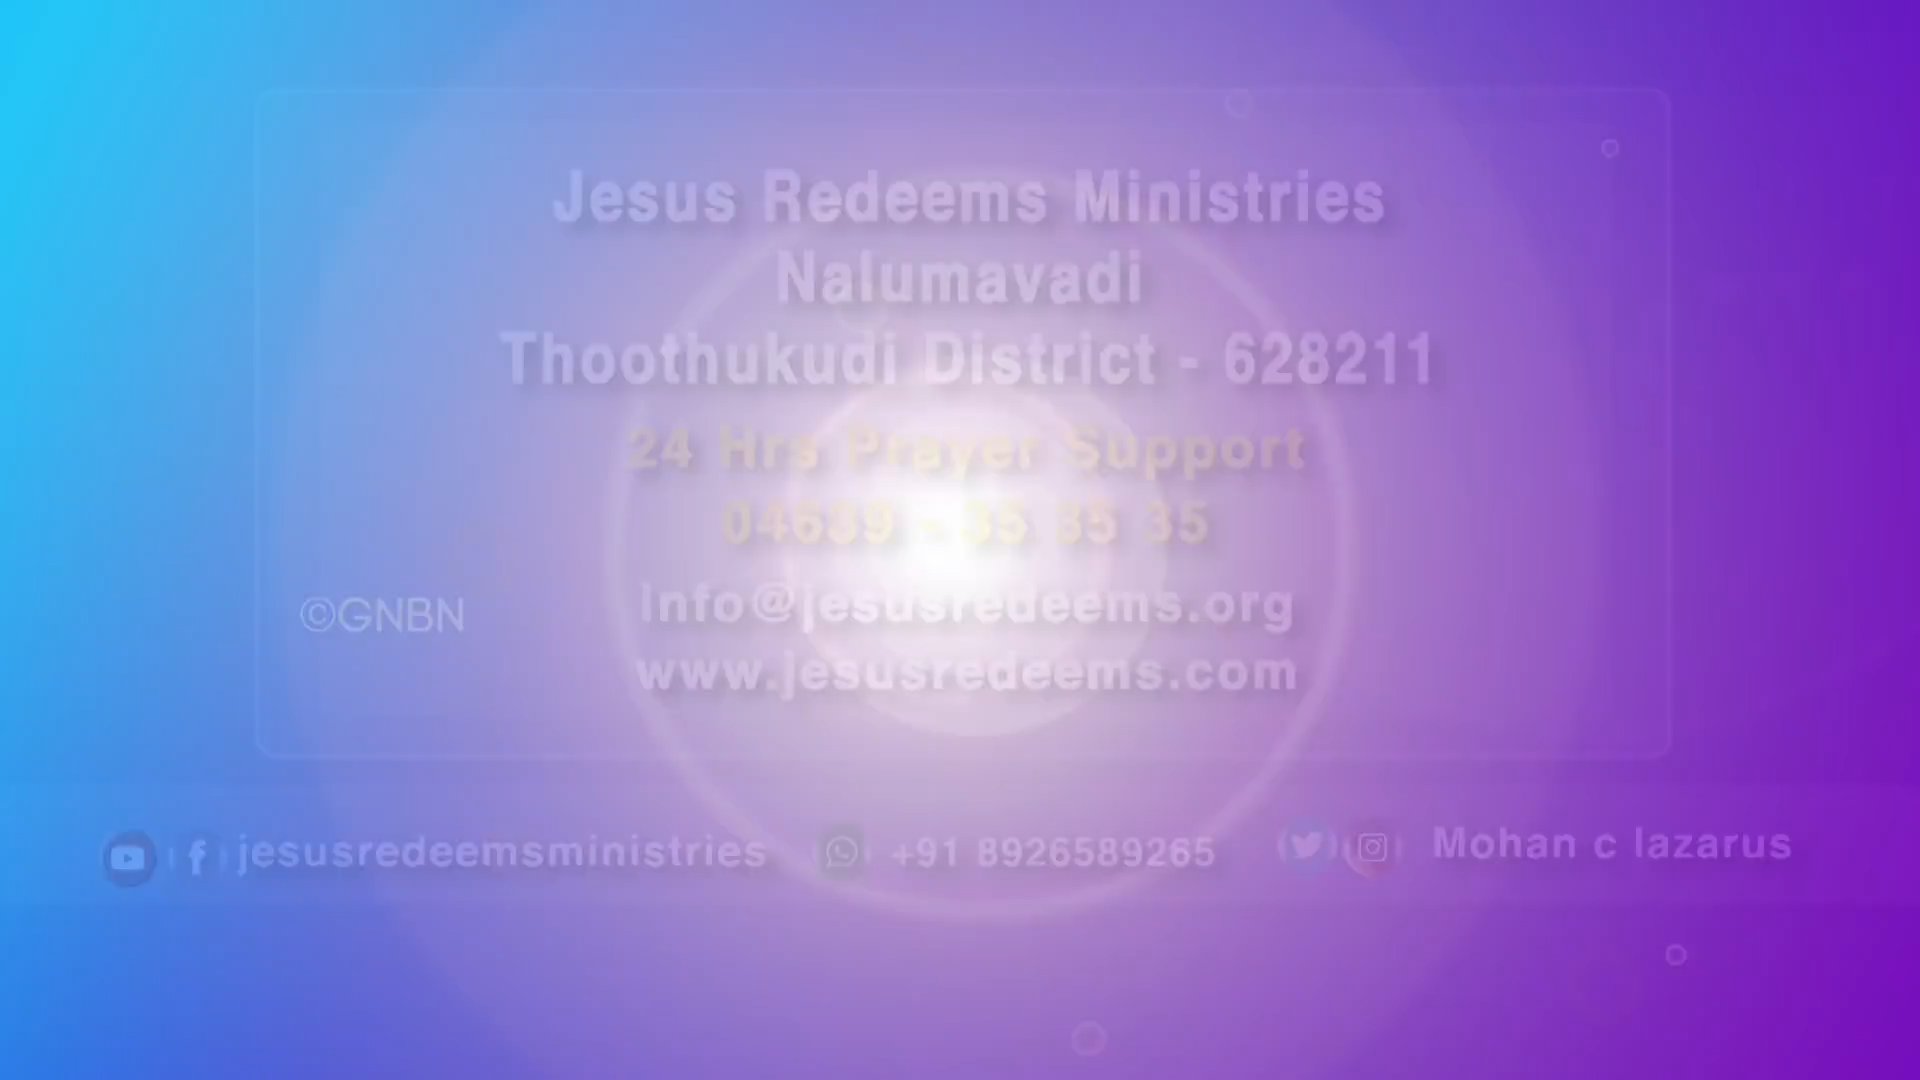 Jesus Redeems Ministries
Nalumavadi
Thoothukudi District - 628211
24 Hrs Prayer Support
04639 - 35 35 35
info@jesusredeems.org
©GNBN
www.jesusredeems.com
jesusredeemsministries +91 8926589265 Mohan c lazarus